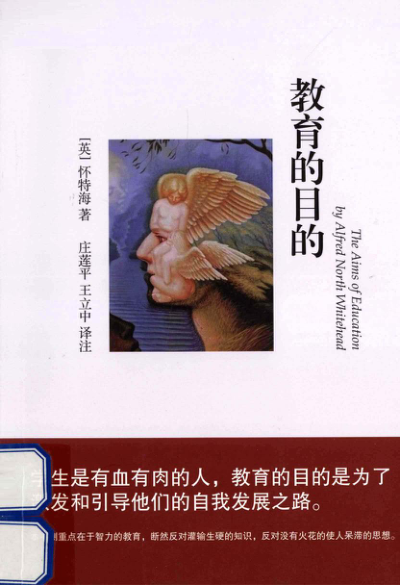 教育的目的
The Aims of Education
by Alfred North Whitehead
[英] 怀特海 著
庄莲平 王立中 译注
学生是有血有肉的人，教育的目的是为了
发和引导他们的自我发展之路。
重点在于智力的教育，断然反对灌输生硬的知识，反对没有火花的使人呆滞的思想。